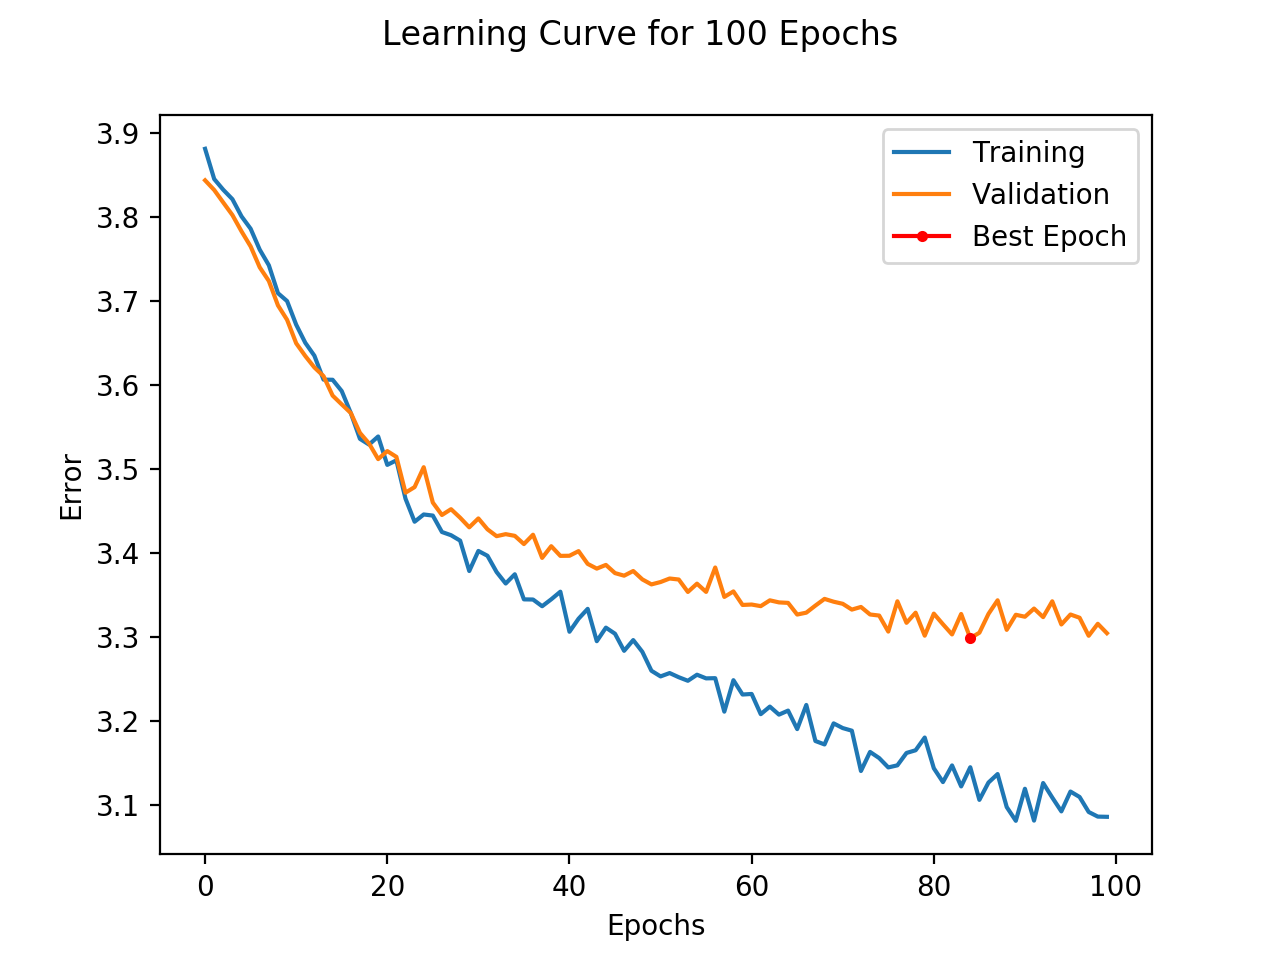 Learning Curve for 100 Epochs
Training
Validation
Best Epoch
3.9
3.8
3.7
3.6
3.5
3.4
3.3
3.2
3.1
Error
0 20 40 60 80 100
Epochs